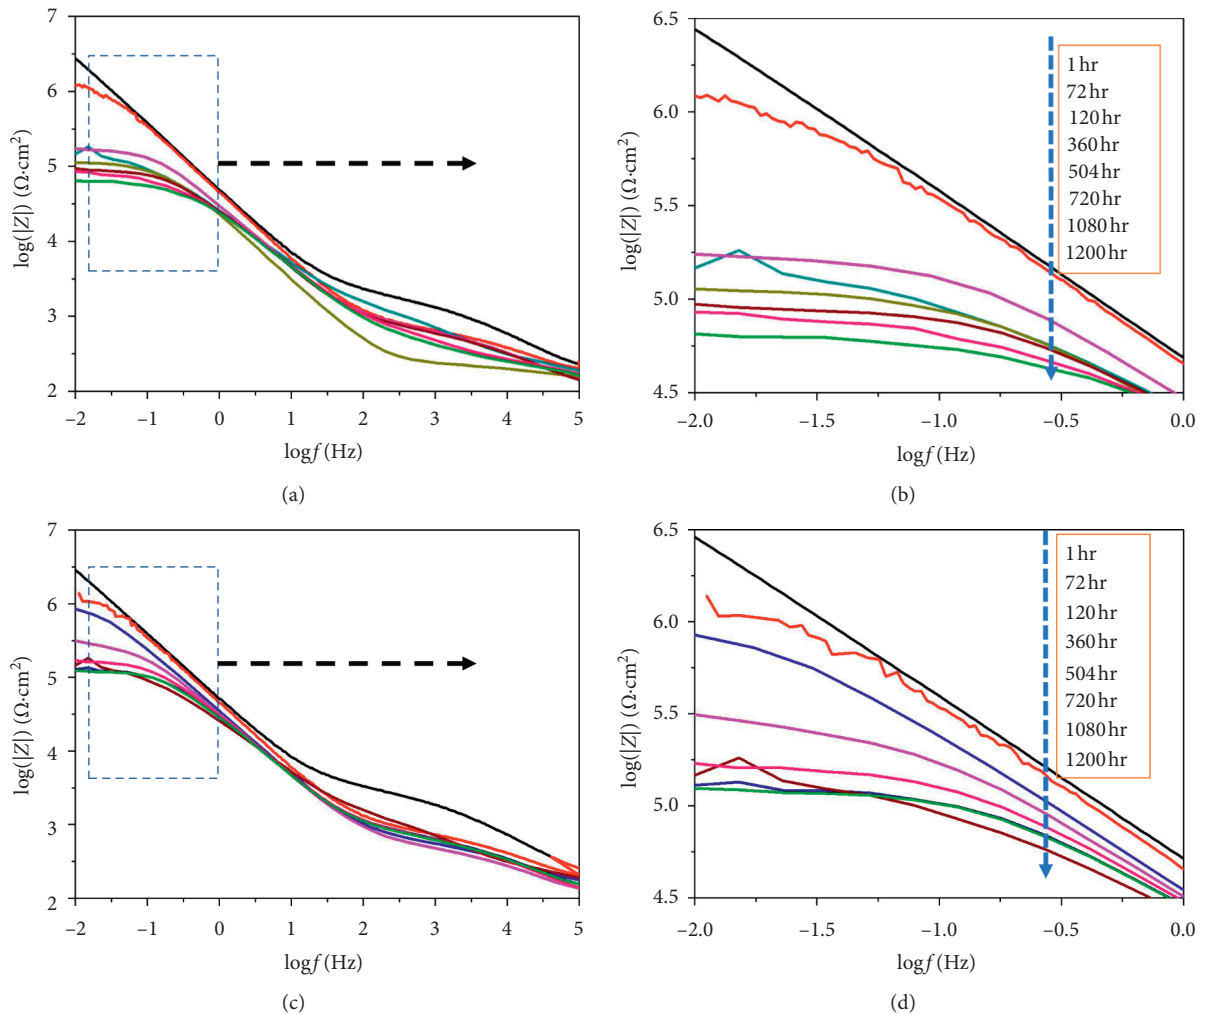 7
6
5
4
3
2
log(|Z|) (Ω·cm2)
−2
−1
0
1
2
3
4
5
logf (Hz)
(a)
6.5
6.0
5.5
5.0
4.5
log(|Z|) (Ω·cm2)
1 hr
72 hr
120 hr
360 hr
504 hr
720 hr
1080 hr
1200 hr
−2.0
−1.5
−1.0
−0.5
0.0
logf (Hz)
(b)
7
6
5
4
3
2
log(|Z|) (Ω·cm2)
−2
−1
0
1
2
3
4
5
logf (Hz)
(c)
6.5
6.0
5.5
5.0
4.5
log(|Z|) (Ω·cm2)
1 hr
72 hr
120 hr
360 hr
504 hr
720 hr
1080 hr
1200 hr
−2.0
−1.5
−1.0
−0.5
0.0
logf (Hz)
(d)